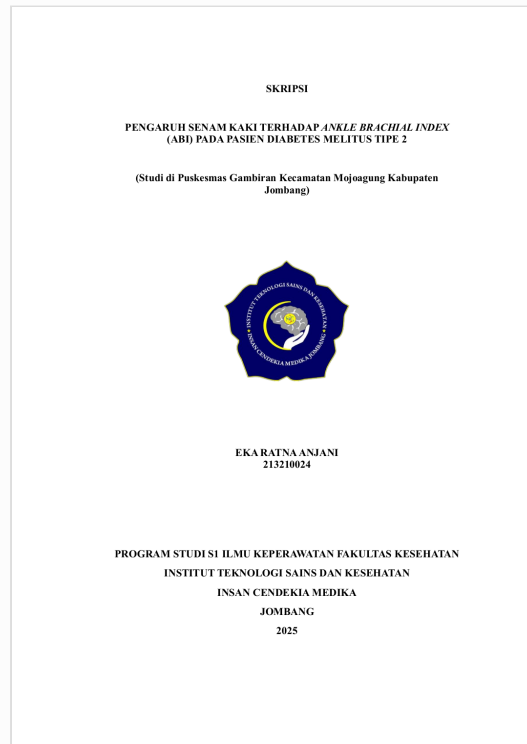 SKRIPSI
PENGARUH SENAM KAKI TERHADAP ANKLE BRACHIAL INDEX
(ABI) PADA PASIEN DIABETES MELITUS TIPE 2
(Studi di Puskesmas Gambiran Kecamatan Mojoagung Kabupaten
Jombang)
INSTITUT TEKNOLOGI SAINS DAN KESEHATAN
INSAN CENDEKIA MEDIKA JOMBANG
EKA RATNA ANJANI
213210024
PROGRAM STUDI S1 ILMU KEPERAWATAN FAKULTAS KESEHATAN
INSTITUT TEKNOLOGI SAINS DAN KESEHATAN
INSAN CENDEKIA MEDIKA
JOMBANG
2025